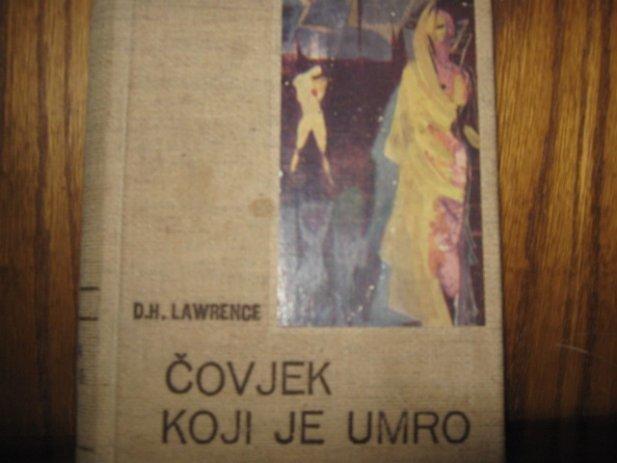 D.H. LAWRENCE
ČOVJEK
KOJI JE UMRO